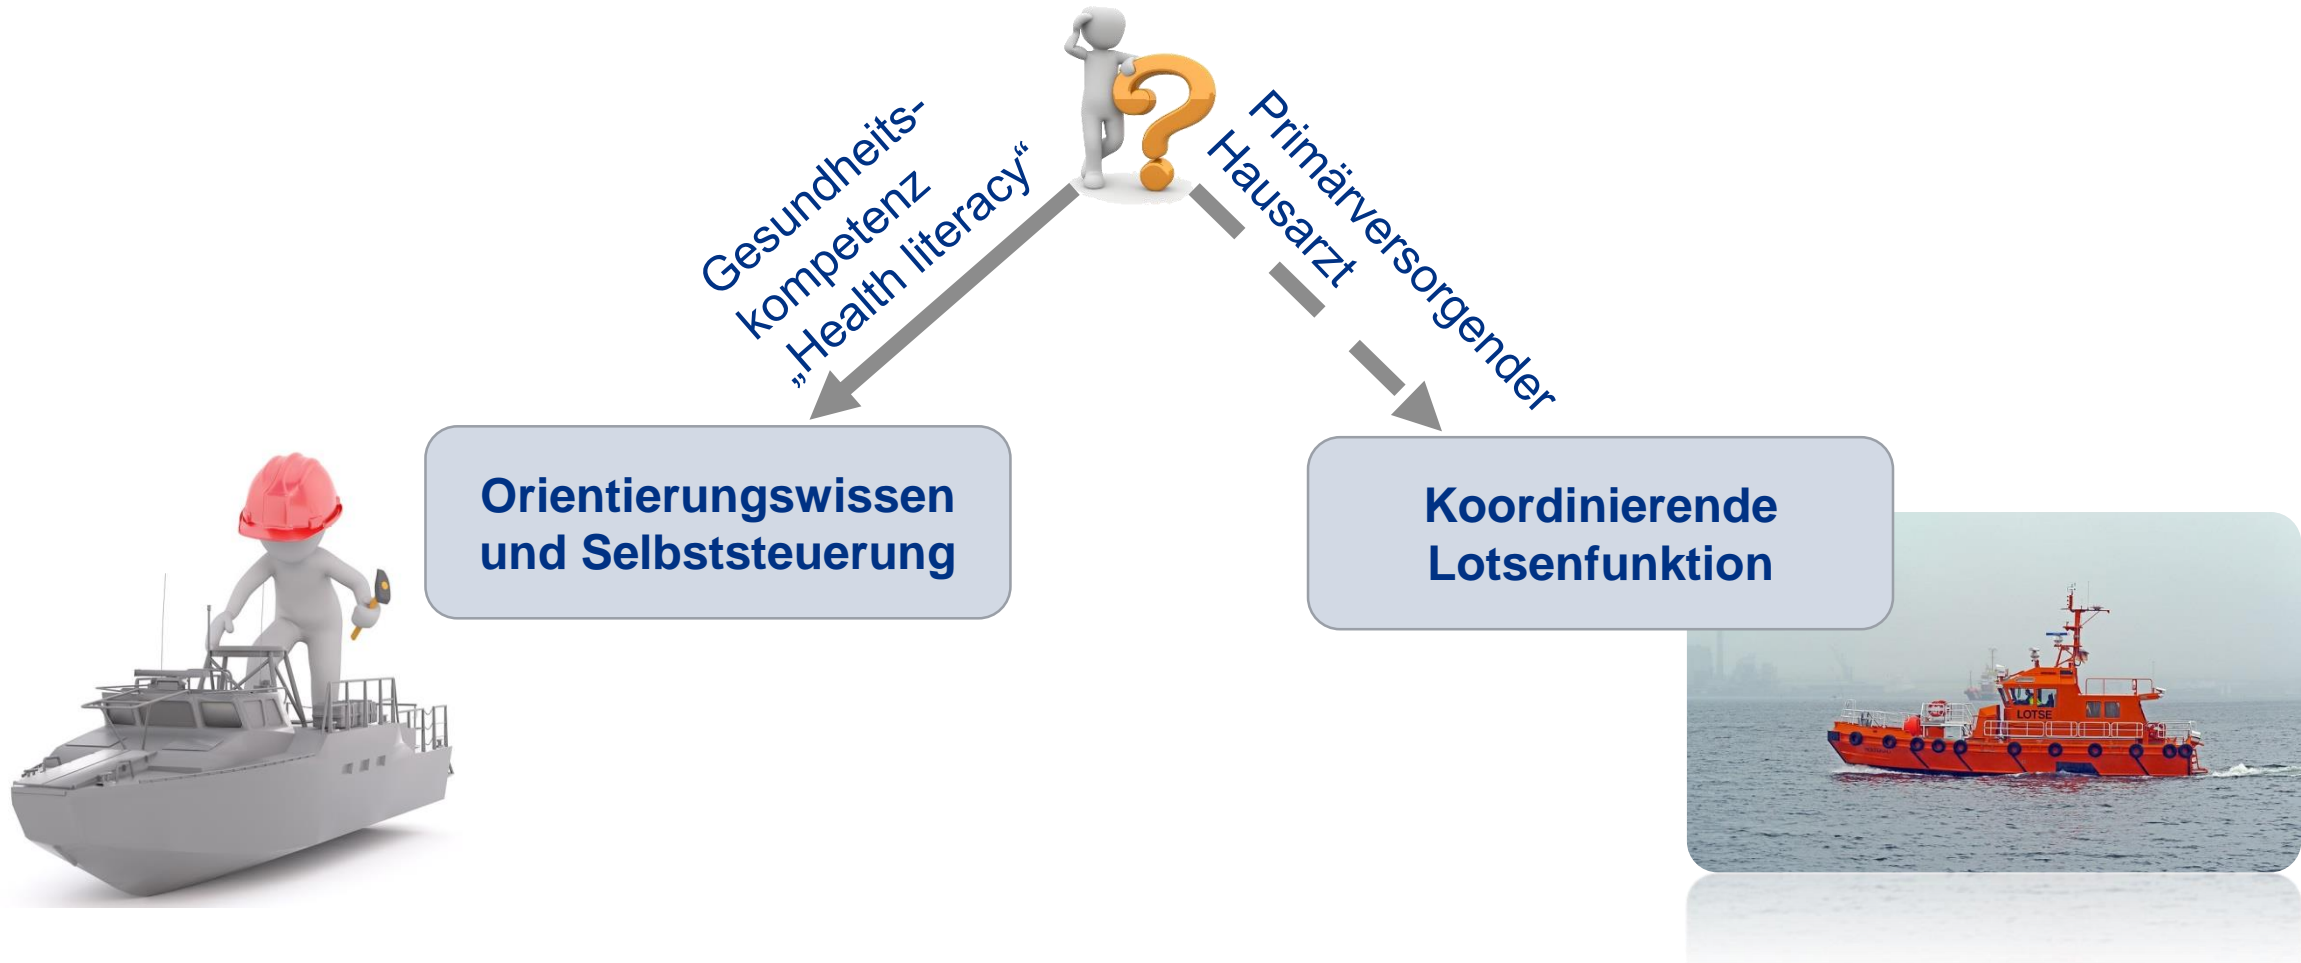 Gesundheits-
kompetenz
„Health literacy“
Primärversorgender
Hausarzt
Orientierungswissen
und Selbststeuerung
Koordinierende
Lotsenfunktion
LOTSE